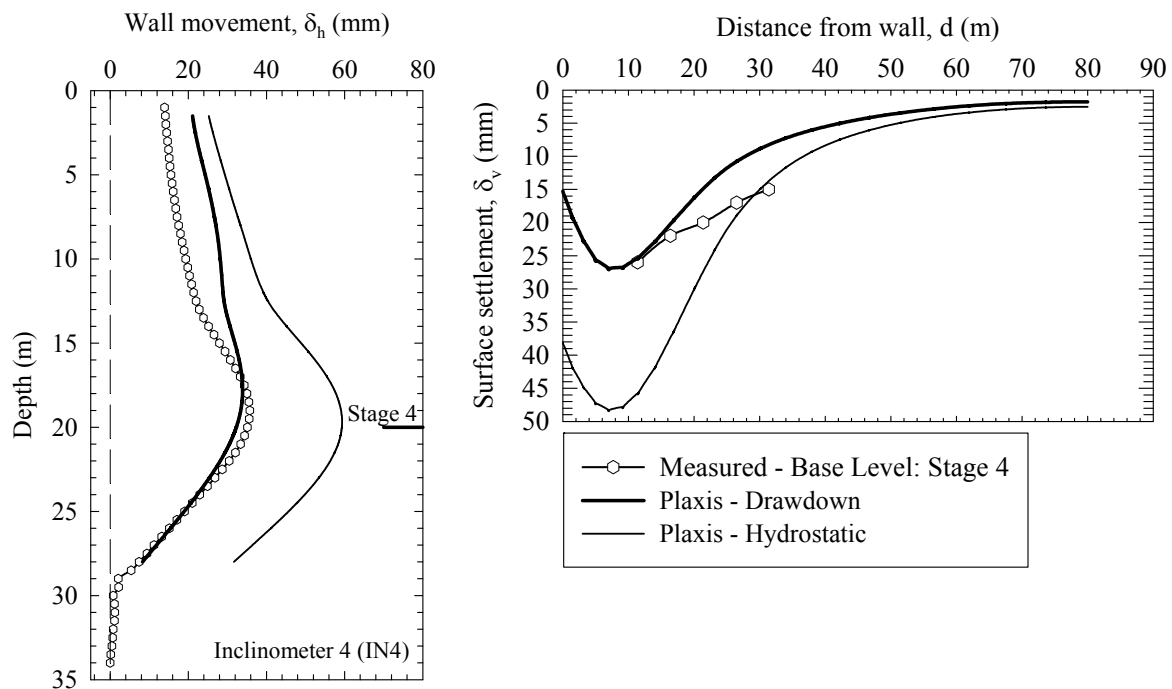 Wall movement, δh (mm)
0 20 40 60 80
Depth (m)
0
5
10
15
20
25
30
35
Stage 4
Inclinometer 4 (IN4)
Distance from wall, d (m)
0 10 20 30 40 50 60 70 80 90
Surface settlement, δv (mm)
0
5
10
15
20
25
30
35
40
45
50
Measured - Base Level: Stage 4
Plaxis - Drawdown
Plaxis - Hydrostatic